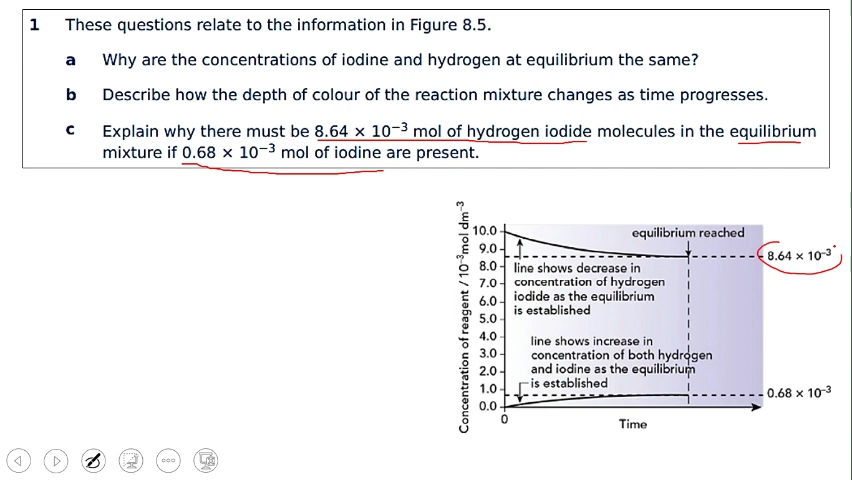 1 These questions relate to the information in Figure 8.5.
a Why are the concentrations of iodine and hydrogen at equilibrium the same?
b Describe how the depth of colour of the reaction mixture changes as time progresses.
c Explain why there must be 8.64 × 10⁻³ mol of hydrogen iodide molecules in the equilibrium
mixture if 0.68 × 10⁻³ mol of iodine are present.
Concentration of reagent / 10⁻³mol dm⁻³
10.0
9.0
8.0
7.0
6.0
5.0
4.0
3.0
2.0
1.0
0.0
equilibrium reached
8.64 × 10⁻³
line shows decrease in
concentration of hydrogen
iodide as the equilibrium
is established
line shows increase in
concentration of both hydrogen
and iodine as the equilibrium
is established
0.68 × 10⁻³
0
Time